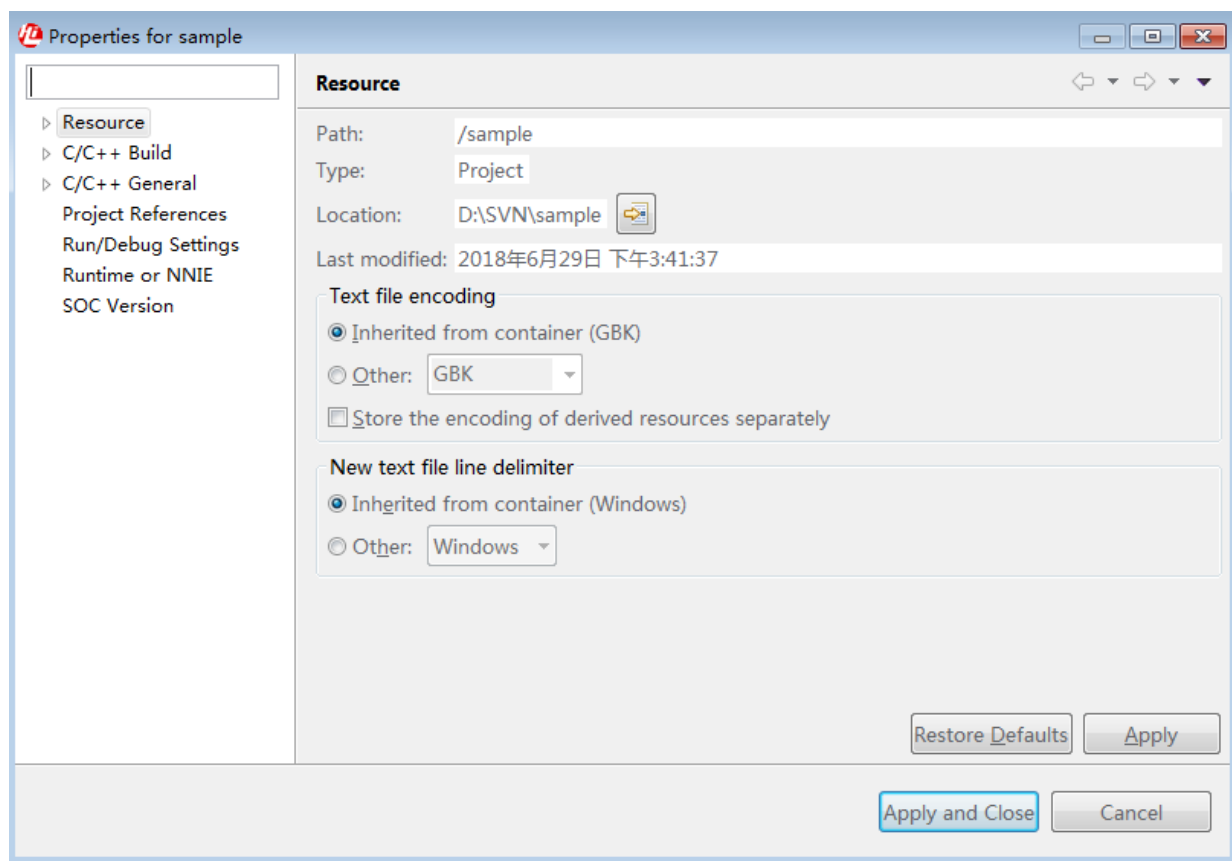 Properties for sample
Resource
C/C++ Build
C/C++ General
Project References
Run/Debug Settings
Runtime or NNIE
SOC Version
Resource
Path: /sample
Type: Project
Location: D:\SVN\sample
Last modified: 2018年6月29日 下午3:41:37
Text file encoding
Inherited from container (GBK)
Other: GBK
Store the encoding of derived resources separately
New text file line delimiter
Inherited from container (Windows)
Other: Windows
Restore Defaults Apply
Apply and Close Cancel